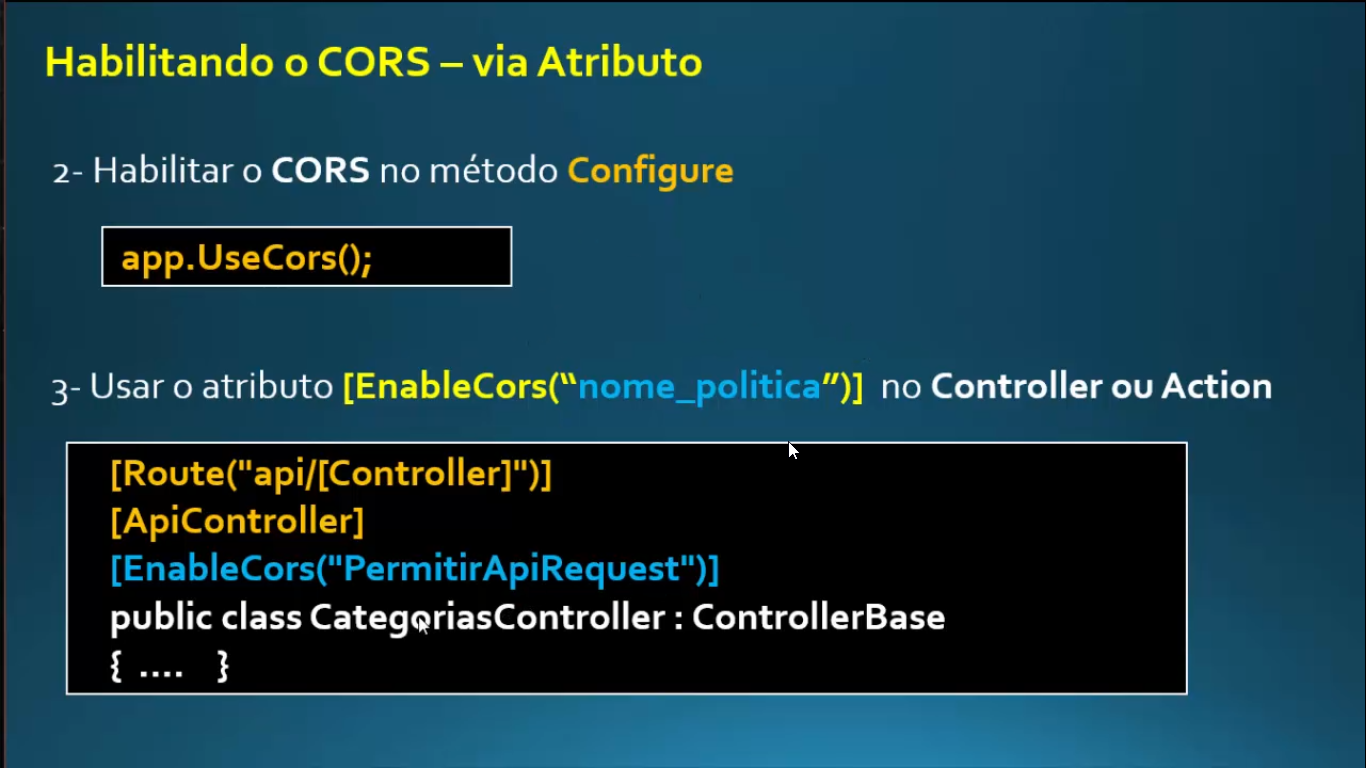 Habilitando o CORS – via Atributo
2- Habilitar o CORS no método Configure
app.UseCors();
3- Usar o atributo [EnableCors(“nome_politica”)] no Controller ou Action
[Route("api/[Controller]")]
[ApiController]
[EnableCors("PermitirApiRequest")]
public class CategoriasController : ControllerBase
{ .... }